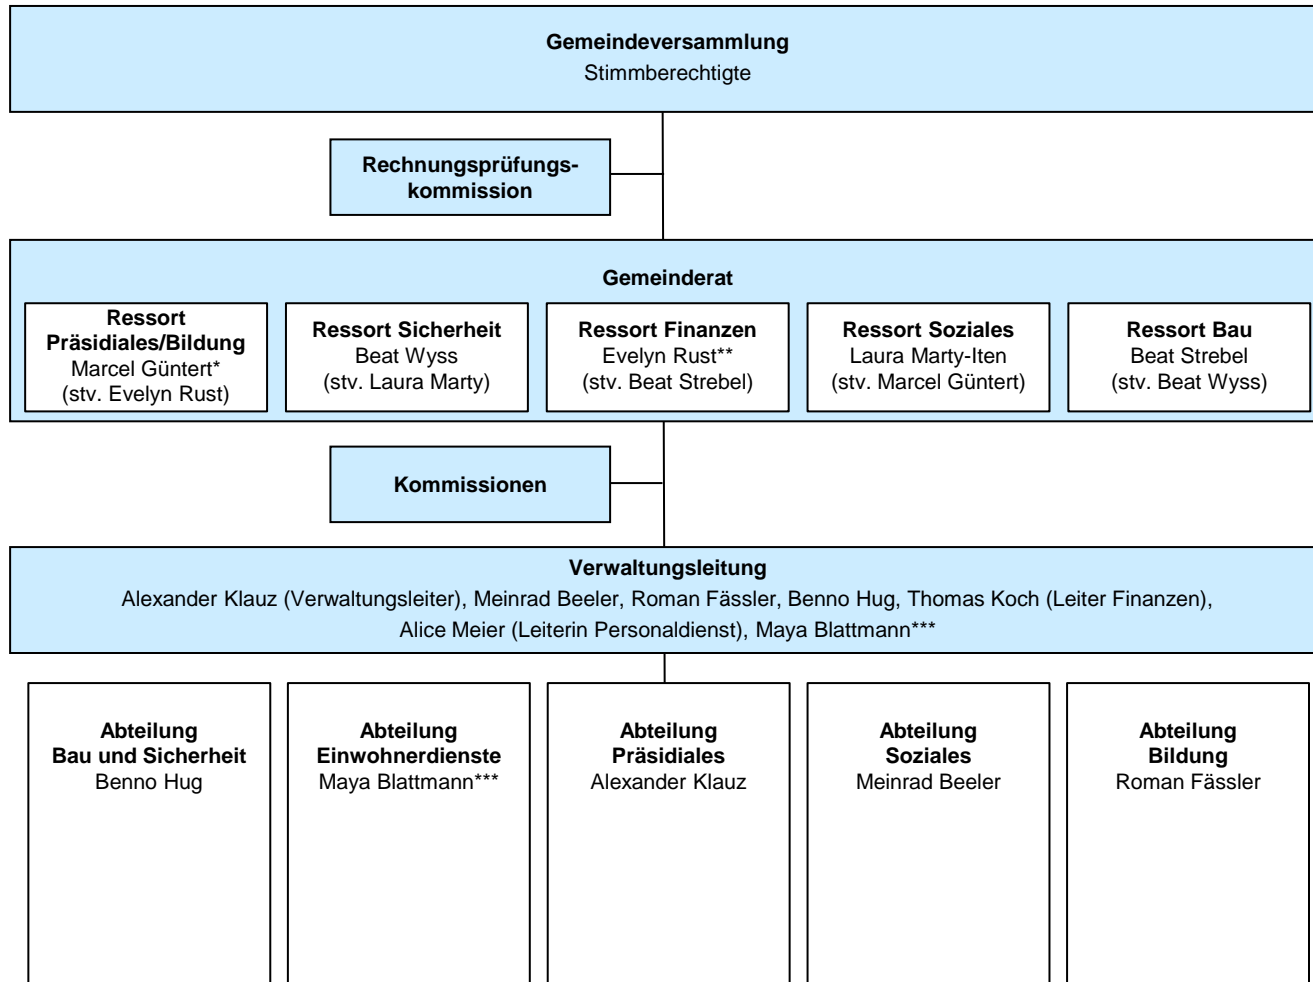 Gemeindeversammlung
Stimmberechtigte
Rechnungsprüfungs-
kommission
Gemeinderat
Ressort
Präsidiales/Bildung
Marcel Güntert*
(stv. Evelyn Rust)
Ressort Sicherheit
Beat Wyss
(stv. Laura Marty)
Ressort Finanzen
Evelyn Rust**
(stv. Beat Strebel)
Ressort Soziales
Laura Marty-Iten
(stv. Marcel Güntert)
Ressort Bau
Beat Strebel
(stv. Beat Wyss)
Kommissionen
Verwaltungsleitung
Alexander Klauz (Verwaltungsleiter), Meinrad Beeler, Roman Fässler, Benno Hug, Thomas Koch (Leiter Finanzen),
Alice Meier (Leiterin Personaldienst), Maya Blattmann***
Abteilung
Bau und Sicherheit
Benno Hug
Abteilung
Einwohnerdienste
Maya Blattmann***
Abteilung
Präsidiales
Alexander Klauz
Abteilung
Soziales
Meinrad Beeler
Abteilung
Bildung
Roman Fässler